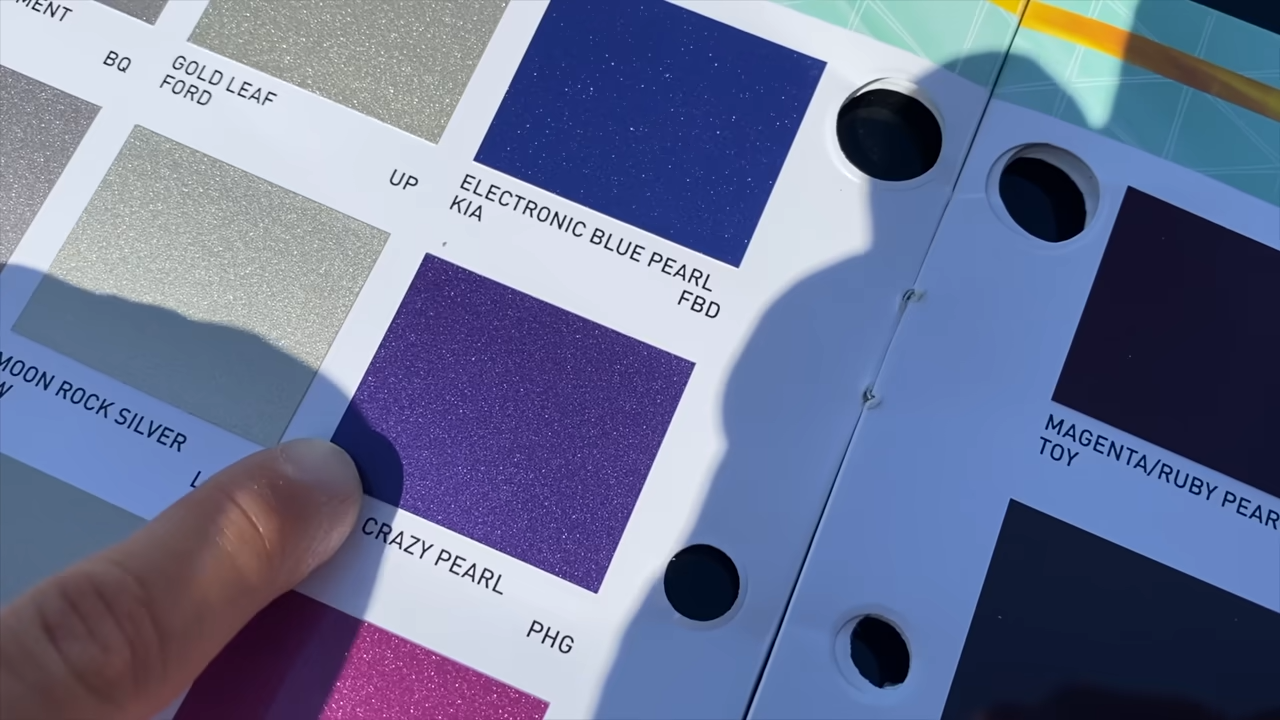 MENT
BQ
GOLD LEAF
FORD
UP
ELECTRONIC BLUE PEARL
KIA
FBD
MOON ROCK SILVER
CRAZY PEARL
PHG
MAGENTA/RUBY PEAR
TOY